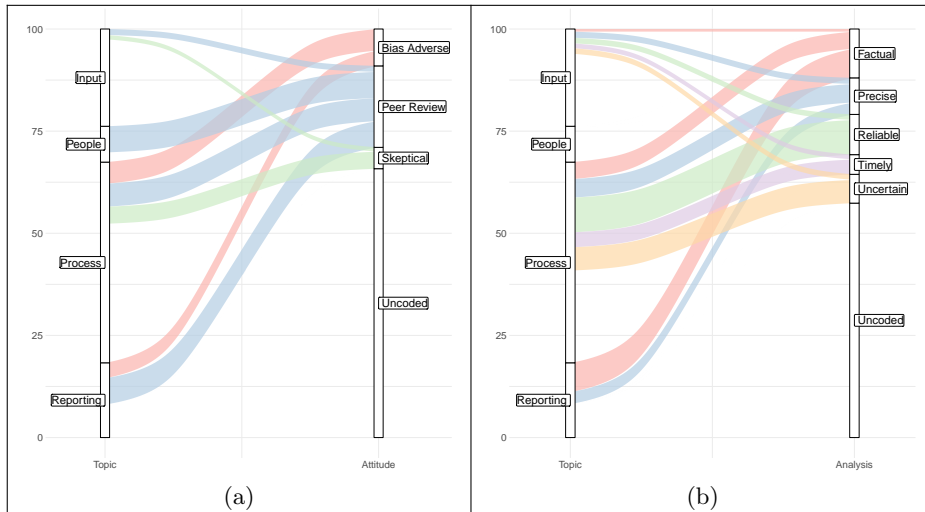 100
75
50
25
0
Input
People
Process
Reporting
Bias Adverse
Peer Review
Skeptical
Uncoded
Topic
Attitude
(a)
100
75
50
25
0
Input
People
Process
Reporting
Factual
Precise
Reliable
Timely
Uncertain
Uncoded
Topic
Analysis
(b)